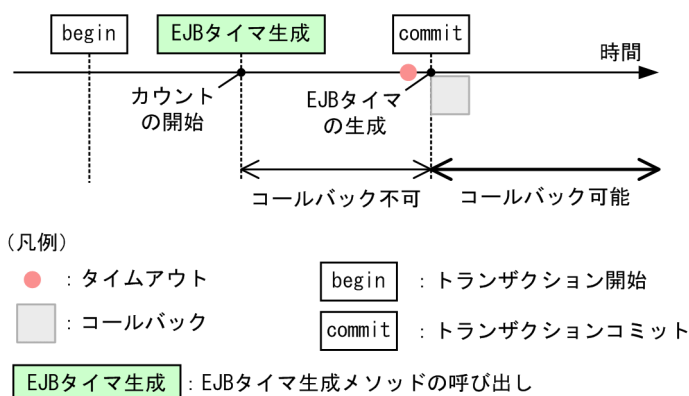 begin
EJBタイマ生成
commit
時間
カウント
の開始
EJBタイマ
の生成
コールバック不可
コールバック可能
(凡例)
：タイムアウト
begin ：トランザクション開始
：コールバック
commit ：トランザクションコミット
EJBタイマ生成 ：EJBタイマ生成メソッドの呼び出し